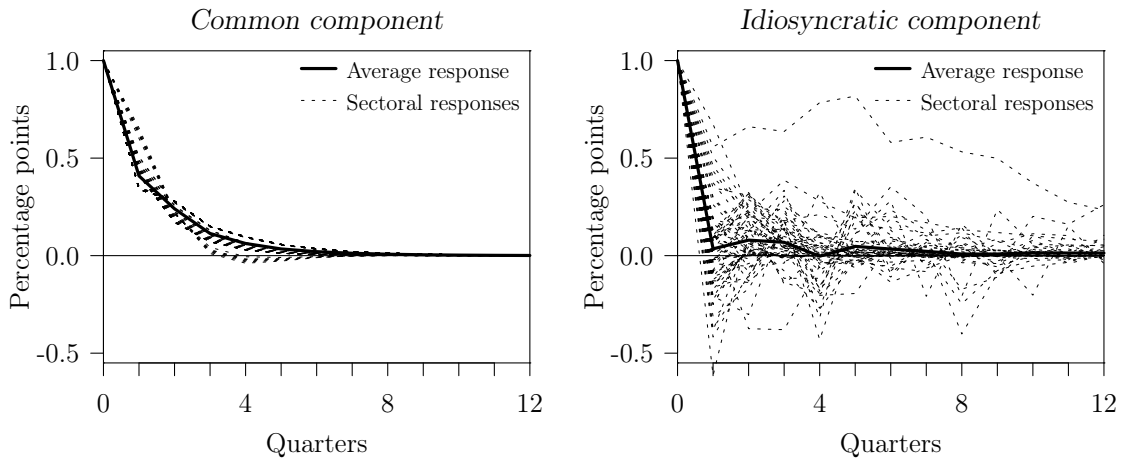 Common component
Percentage points
1.0
0.5
0.0
-0.5
Average response
Sectoral responses
0 4 8 12
Quarters
Idiosyncratic component
Percentage points
1.0
0.5
0.0
-0.5
Average response
Sectoral responses
0 4 8 12
Quarters